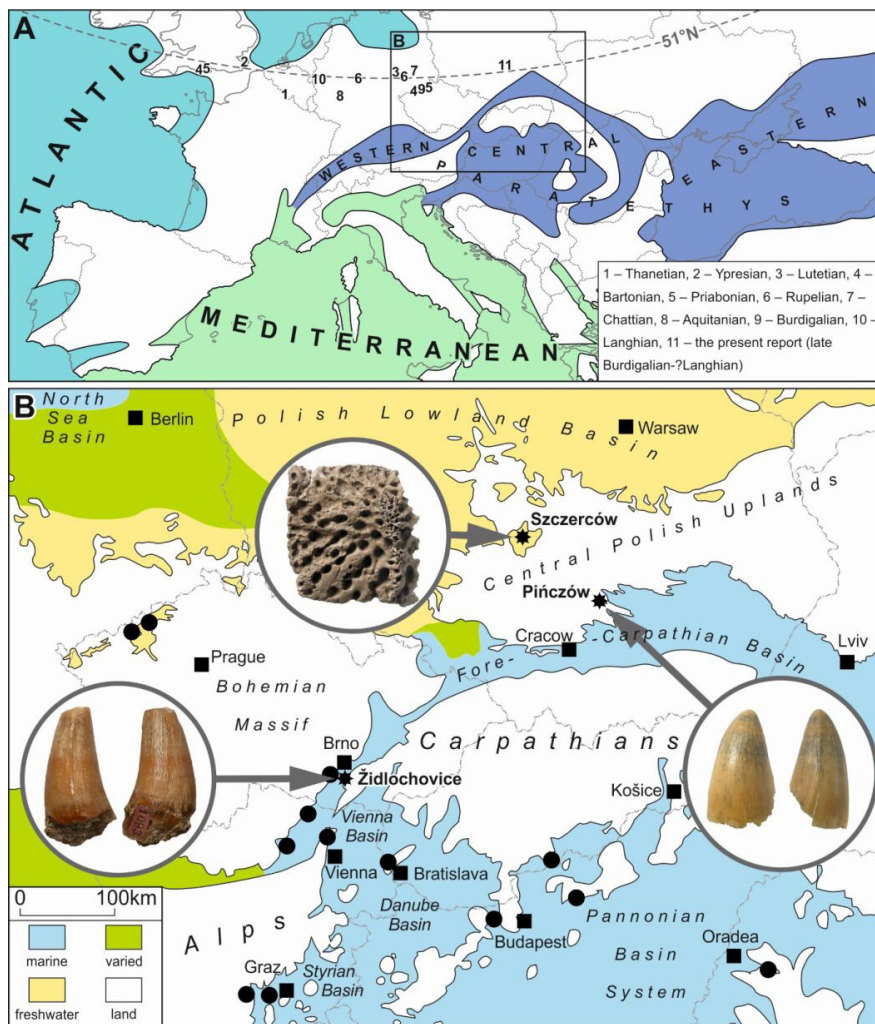 A
B
51°N
45
2
1
10
8
6
3
6
7
495
11
ATLANTIC
WESTERN
CENTRAL
EASTERN
PARATETHYS
MEDITERRANEAN
1 – Thanetian, 2 – Ypresian, 3 – Lutetian, 4 –
Bartonian, 5 – Priabonian, 6 – Rupelian, 7 –
Chattian, 8 – Aquitanian, 9 – Burdigalian, 10 –
Langhian, 11 – the present report (late
Burdigalian-?Langhian)
B
North
Sea
Basin
Berlin
Polish Lowland Basin
Warsaw
Szczerców
Central Polish Uplands
Pińczów
Cracow
Fore-Carpathian Basin
Lviv
Prague
Bohemian
Massif
Brno
Židlochovice
Carpathians
Košice
Vienna
Basin
Vienna
Bratislava
Danube
Basin
Budapest
Pannonian
Basin
System
Oradea
Alps
Graz
Styrian
Basin
0 100km
marine
varied
freshwater
land